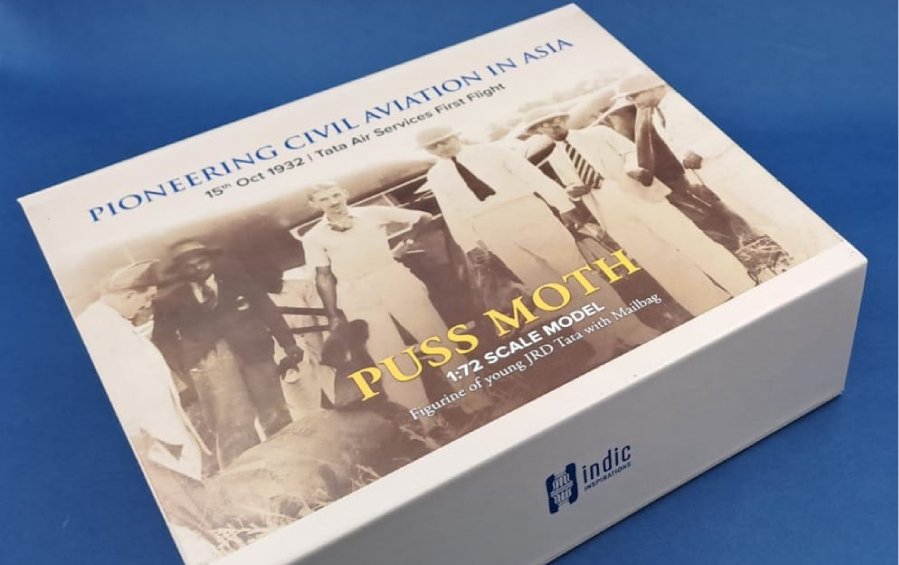 PIONEERING CIVIL AVIATION IN ASIA
15th Oct 1932 | Tata Air Services First Flight
PUSS MOTH
1:72 SCALE MODEL
Figurine of young JRD Tata with Mailbag
indic
INSPIRATIONS